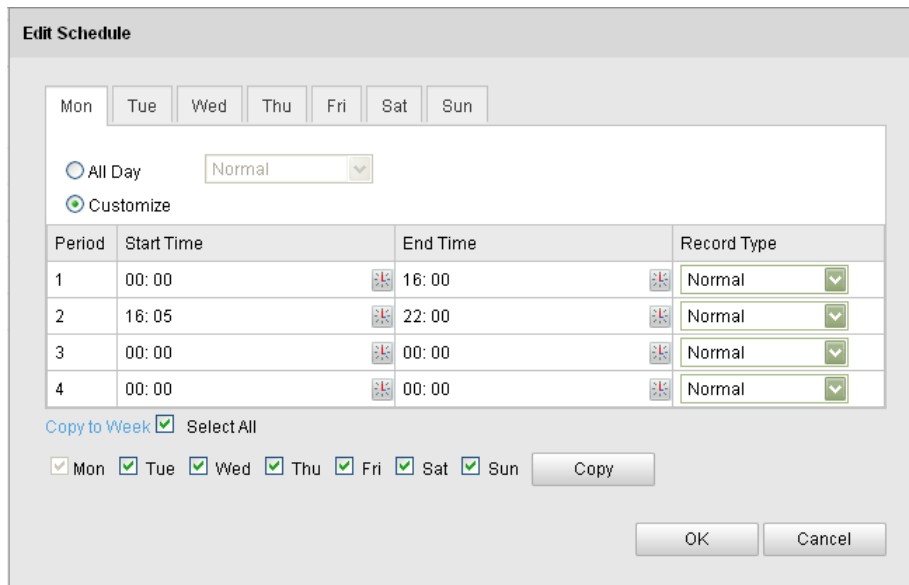 Edit Schedule
Mon Tue Wed Thu Fri Sat Sun
All Day Normal
Customize
Period Start Time End Time Record Type
1 00: 00 16: 00 Normal
2 16: 05 22: 00 Normal
3 00: 00 00: 00 Normal
4 00: 00 00: 00 Normal
Copy to Week Select All
Mon Tue Wed Thu Fri Sat Sun Copy
OK Cancel